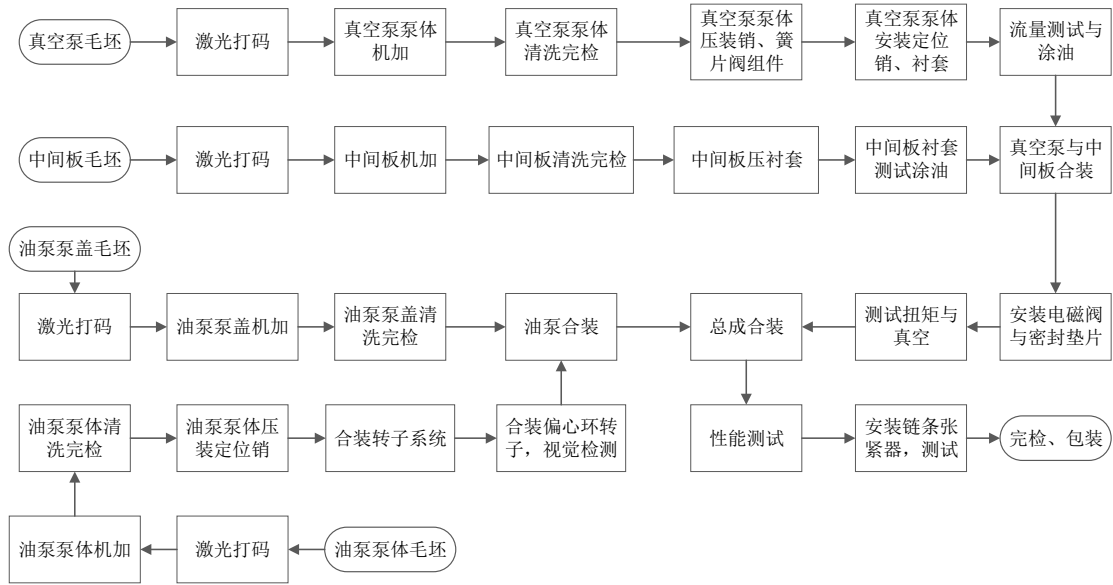 真空泵毛坯
激光打码
真空泵泵体
机加
真空泵泵体
清洗完检
真空泵泵体
压装销、簧
片阀组件
真空泵泵体
安装定位
销、衬套
流量测试与
涂油
中间板毛坯
激光打码
中间板机加
中间板清洗完检
中间板压衬套
中间板衬套
测试涂油
真空泵与中
间板合装
油泵泵盖毛坯
激光打码
油泵泵盖机加
油泵泵盖清
洗完检
油泵合装
总成合装
测试扭矩与
真空
安装电磁阀
与密封垫片
油泵泵体清
洗完检
油泵泵体压
装定位销
合装转子系统
合装偏心环转
子，视觉检测
性能测试
安装链条张
紧器，测试
完检、包装
油泵泵体机加
激光打码
油泵泵体毛坯